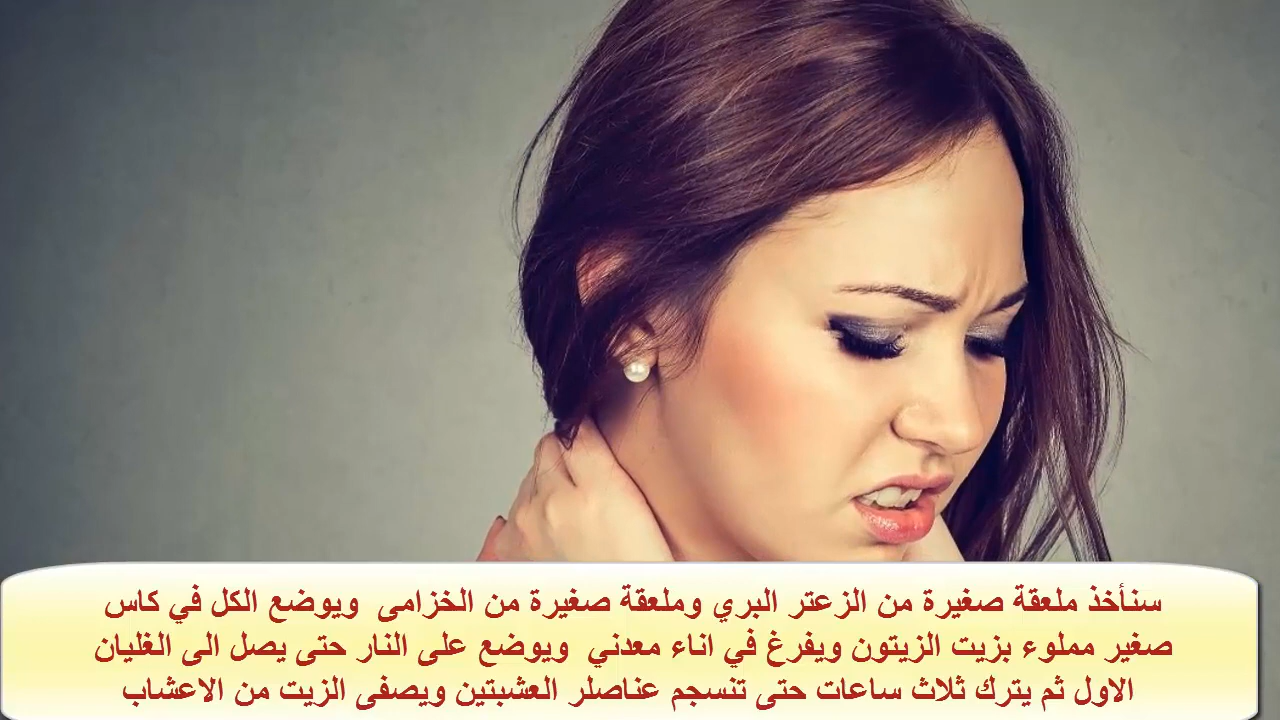 سنأخذ ملعقة صغيرة من الزعتر البري وملعقة صغيرة من الخزامى ويوضع الكل في كاس
صغير مملوء بزيت الزيتون ويفرغ في اناء معدني ويوضع على النار حتى يصل الى الغليان
الاول ثم يترك ثلاث ساعات حتى تنسجم عناصلر العشبتين ويصفى الزيت من الاعشاب